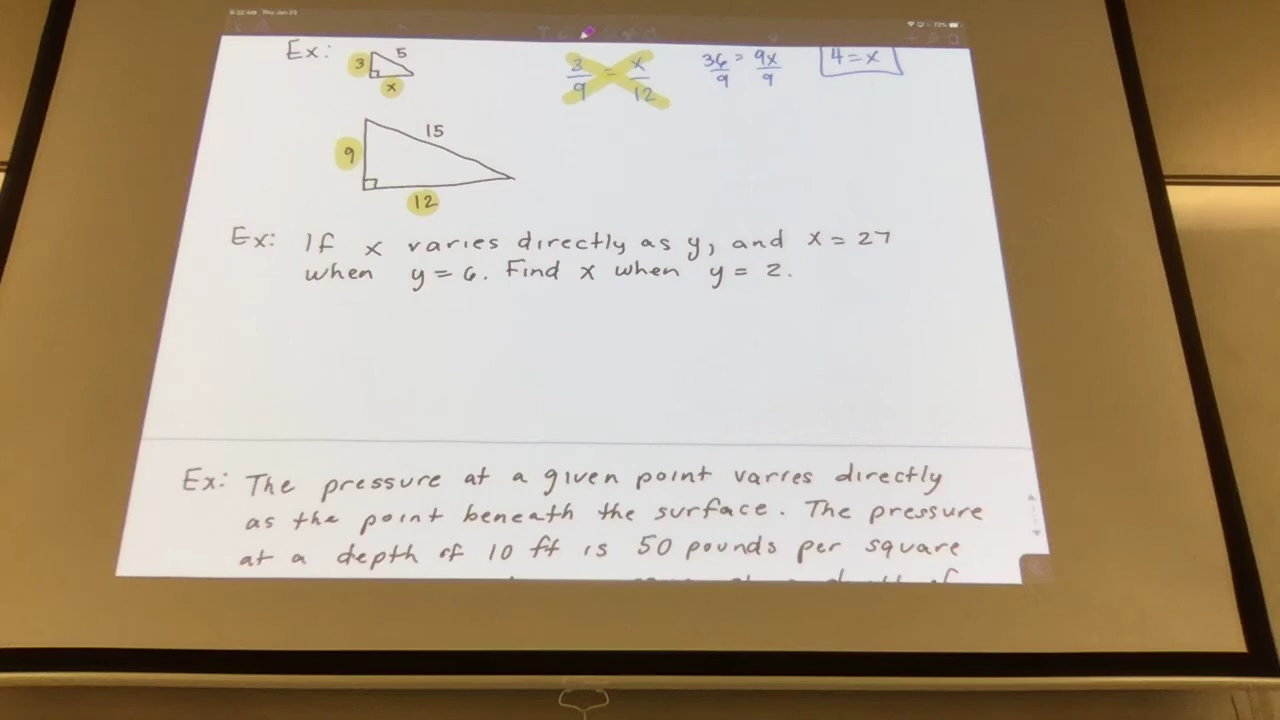 Ex: 3 5 x
3/9 = x/12 36/9 = 9x/9 4 = x
9 15 12
Ex: If x varies directly as y, and x = 27
when y = 6. Find x when y = 2.
Ex: The pressure at a given point varies directly
as the point beneath the surface. The pressure
at a depth of 10 ft is 50 pounds per square